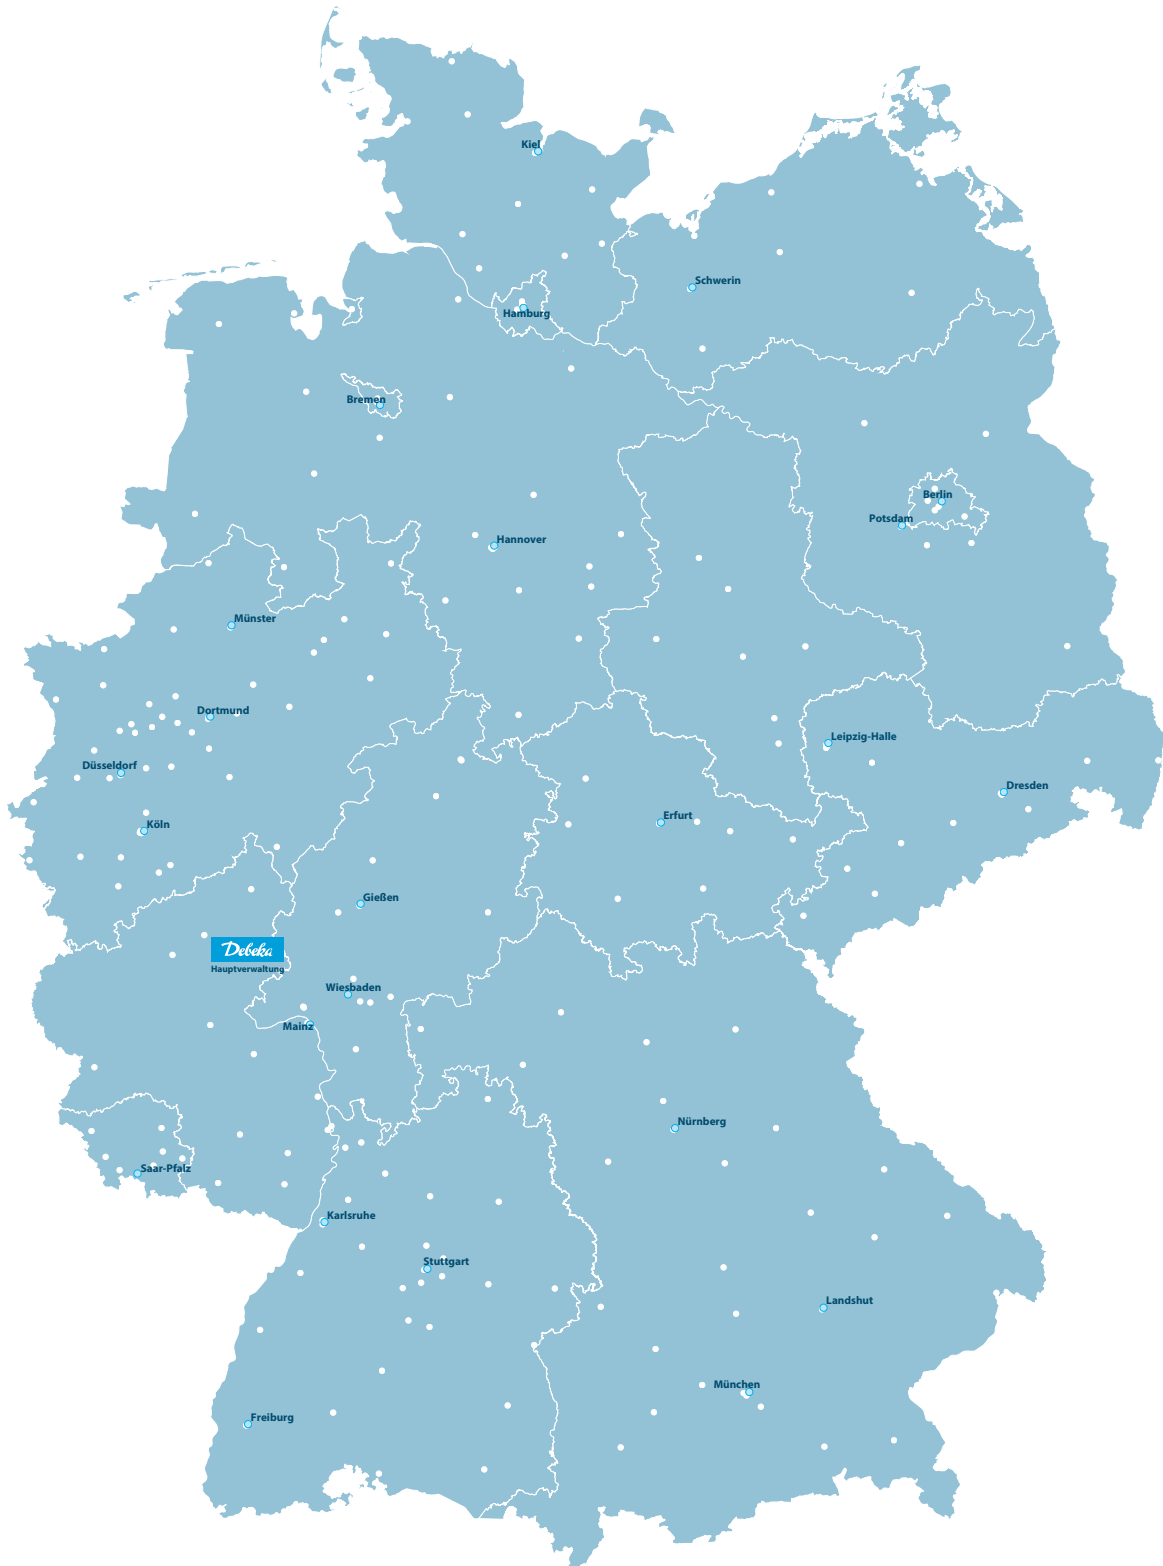 Kiel
Schwerin
Hamburg
Bremen
Berlin
Potsdam
Hannover
Münster
Dortmund
Leipzig-Halle
Düsseldorf
Dresden
Köln
Erfurt
Gießen
Debeka
Hauptverwaltung
Wiesbaden
Mainz
Nürnberg
Saar-Pfalz
Karlsruhe
Stuttgart
Landshut
München
Freiburg